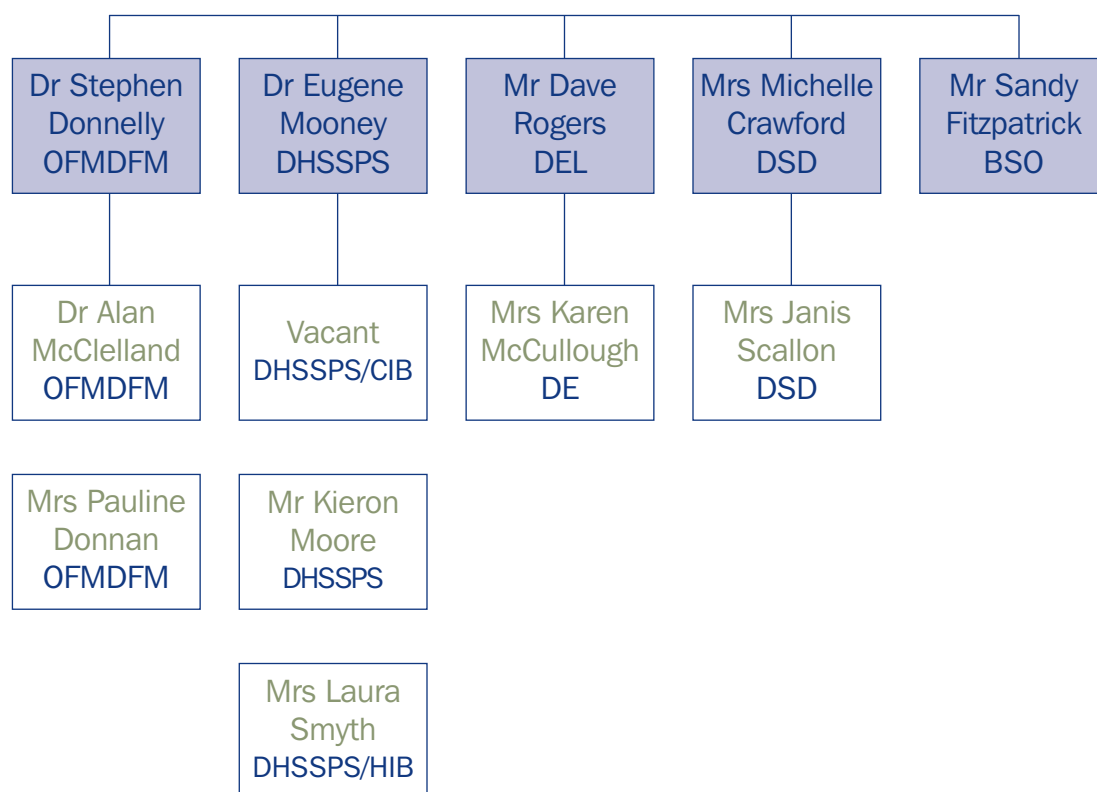 Dr Stephen
Donnelly
OFMDFM
Dr Eugene
Mooney
DHSSPS
Mr Dave
Rogers
DEL
Mrs Michelle
Crawford
DSD
Mr Sandy
Fitzpatrick
BSO
Dr Alan
McClelland
OFMDFM
Vacant
DHSSPS/CIB
Mrs Karen
McCullough
DE
Mrs Janis
Scallon
DSD
Mrs Pauline
Donnan
OFMDFM
Mr Kieron
Moore
DHSSPS
Mrs Laura
Smyth
DHSSPS/HIB